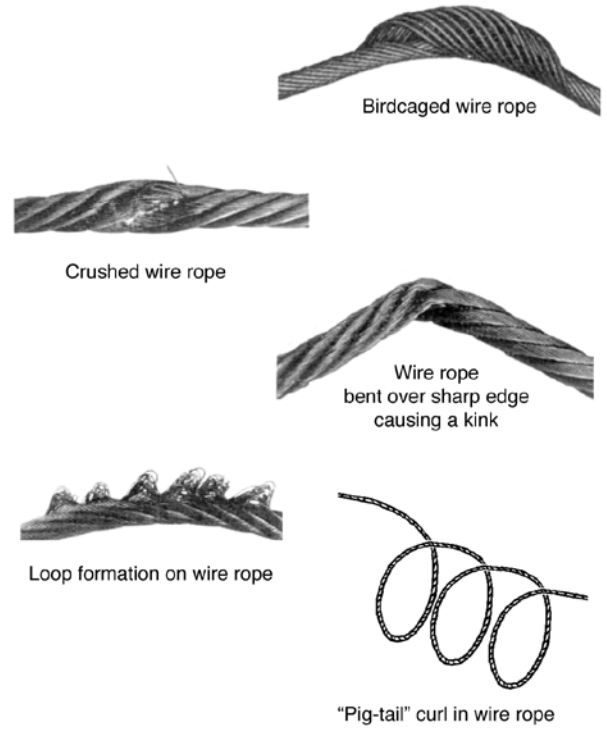 Birdcaged wire rope
Crushed wire rope
Wire rope
bent over sharp edge
causing a kink
Loop formation on wire rope
“Pig-tail” curl in wire rope